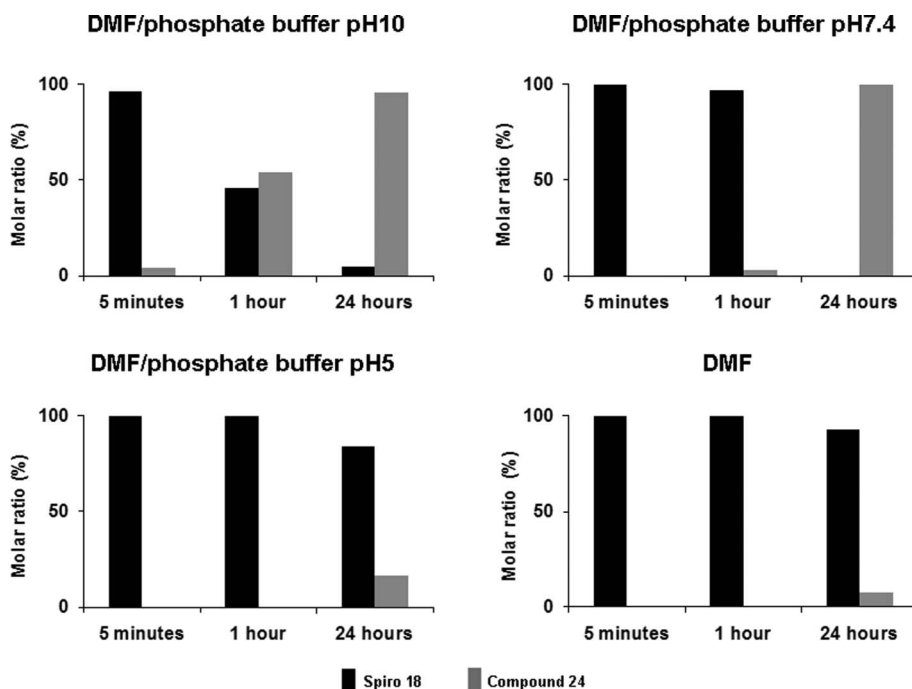 DMF/phosphate buffer pH10
Molar ratio (%)
100
50
0
5 minutes 1 hour 24 hours
DMF/phosphate buffer pH7.4
Molar ratio (%)
100
50
0
5 minutes 1 hour 24 hours
DMF/phosphate buffer pH5
Molar ratio (%)
100
50
0
5 minutes 1 hour 24 hours
DMF
Molar ratio (%)
100
50
0
5 minutes 1 hour 24 hours
Spiro 18 Compound 24